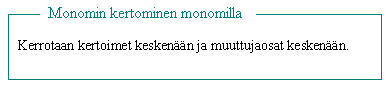 Monomin kertominen monomilla
Kerrotaan kertoimet keskenään ja muuttujaosat keskenään.